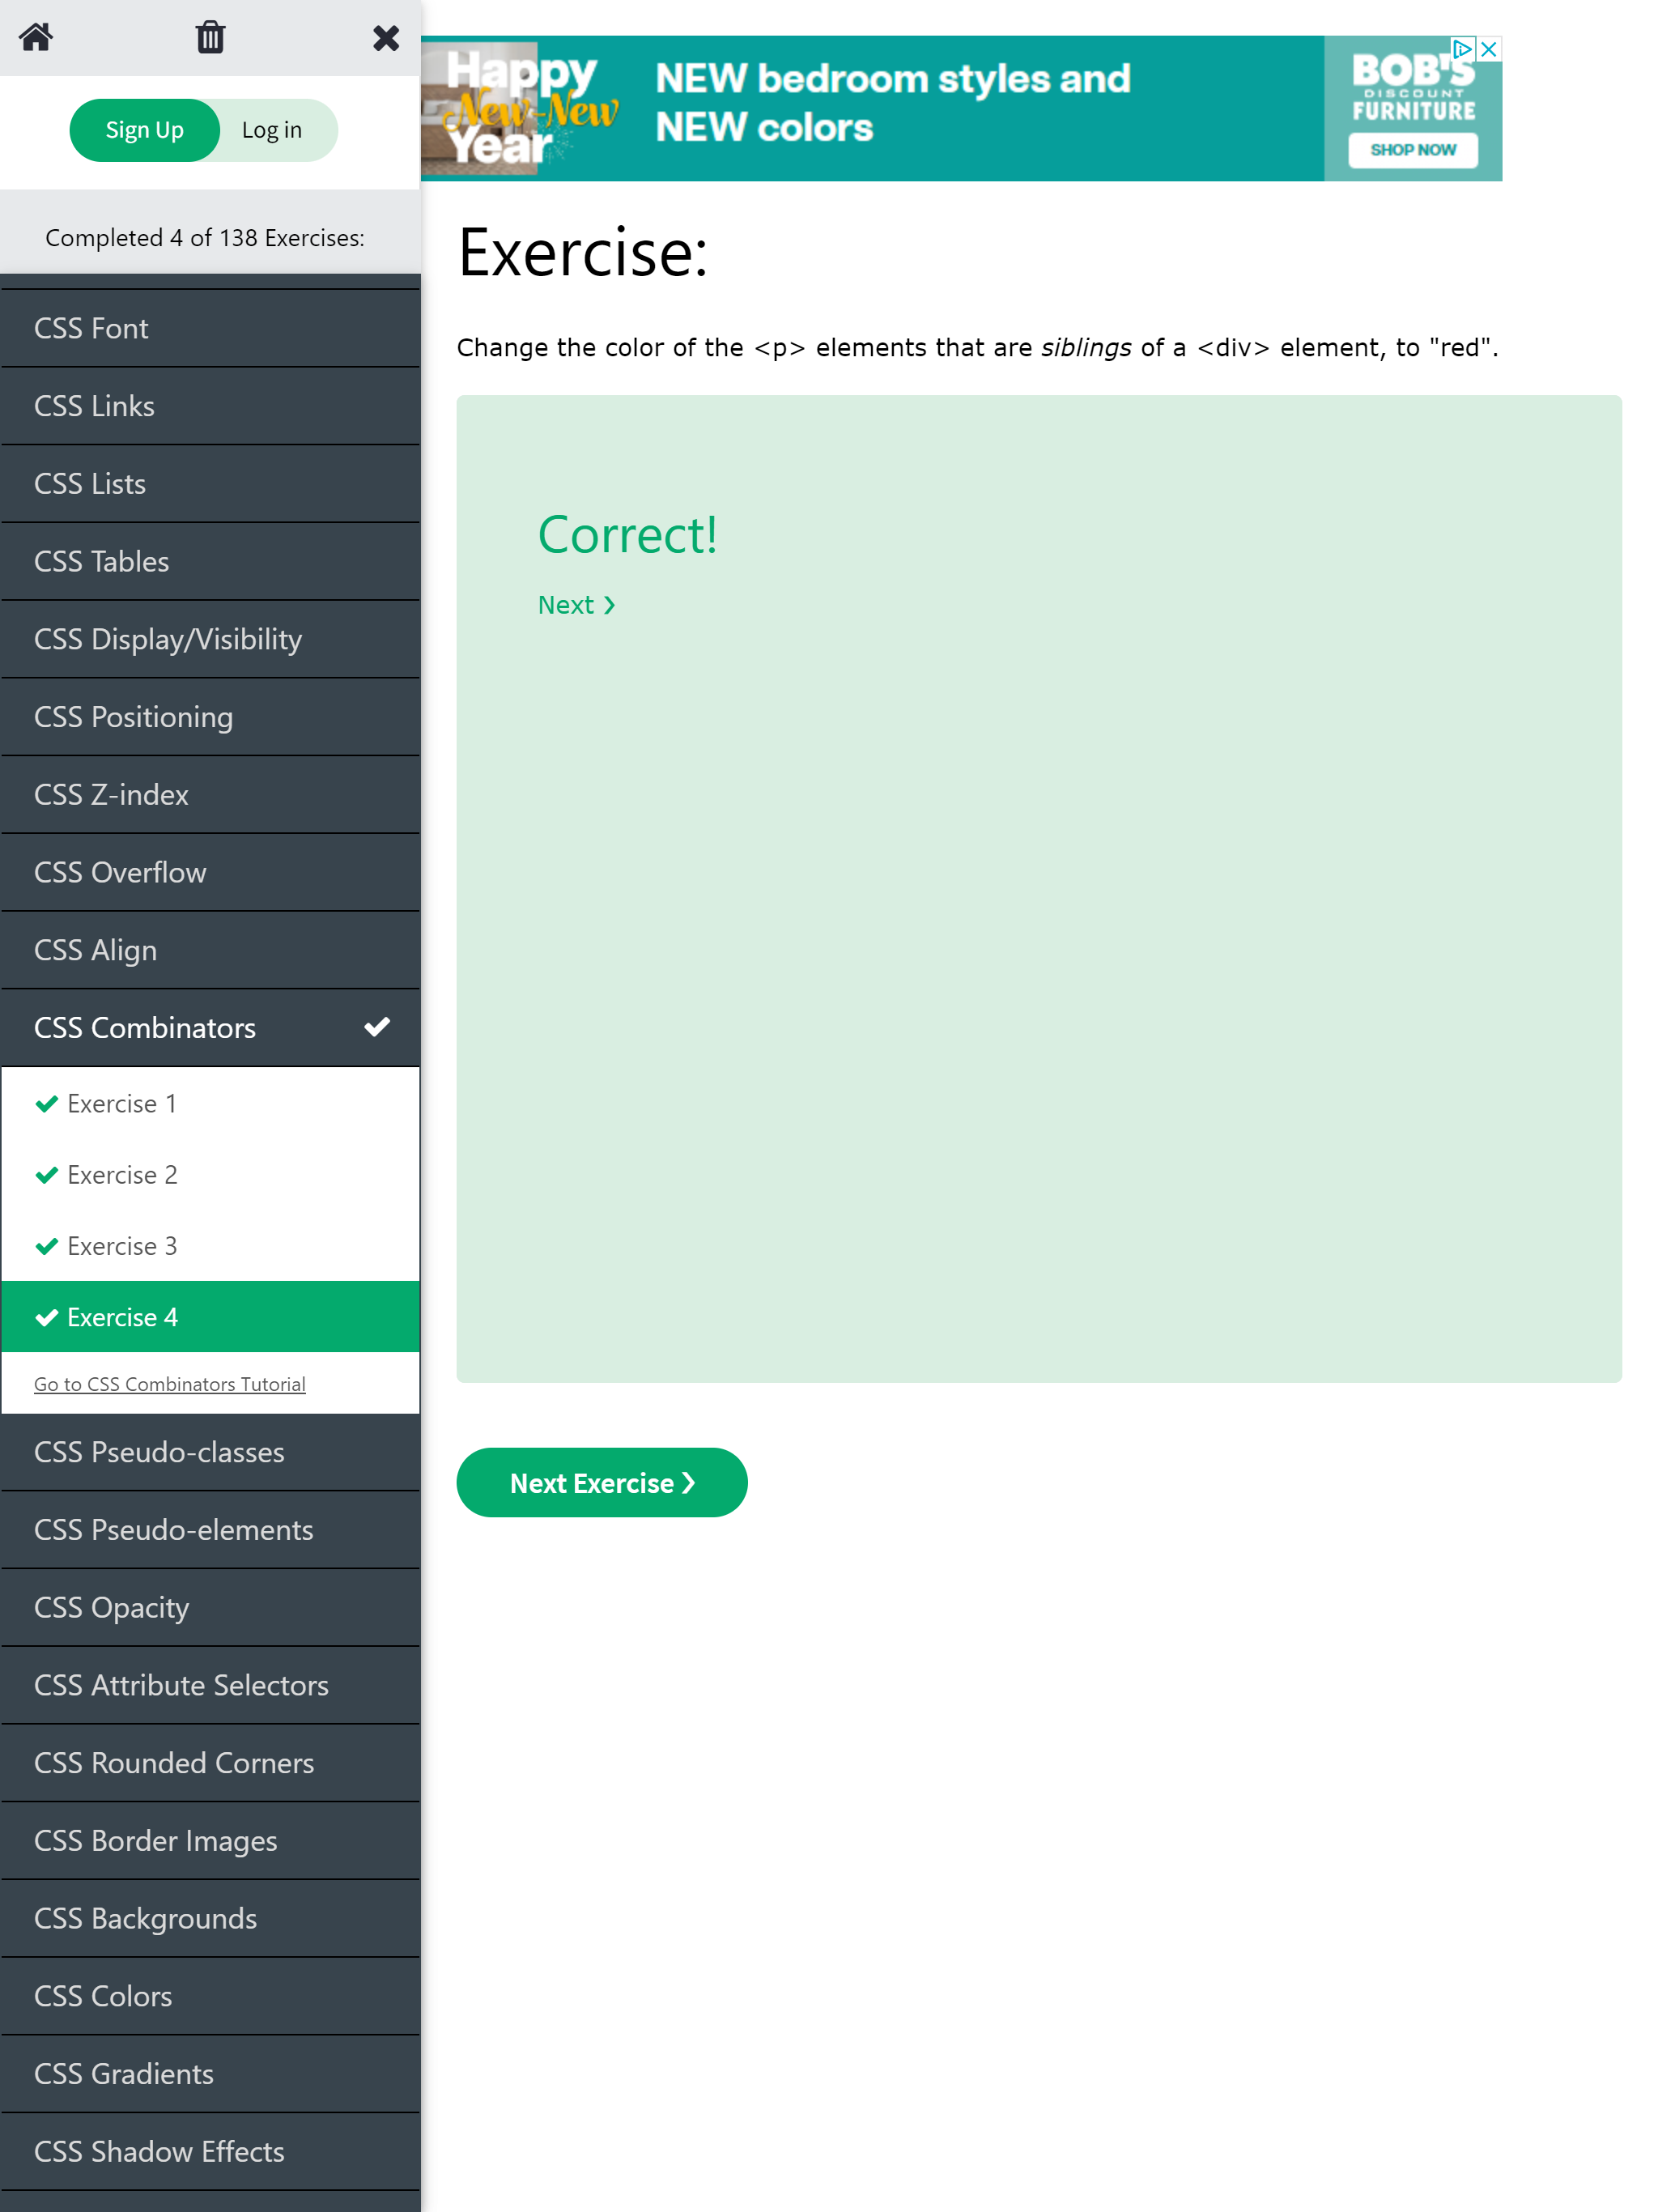 Sign Up
Log in
Completed 4 of 138 Exercises:
CSS Font
CSS Links
CSS Lists
CSS Tables
CSS Display/Visibility
CSS Positioning
CSS Z-index
CSS Overflow
CSS Align
CSS Combinators
Exercise 1
Exercise 2
Exercise 3
Exercise 4
Go to CSS Combinators Tutorial
CSS Pseudo-classes
CSS Pseudo-elements
CSS Opacity
CSS Attribute Selectors
CSS Rounded Corners
CSS Border Images
CSS Backgrounds
CSS Colors
CSS Gradients
CSS Shadow Effects
Happy
New-New
Year
NEW bedroom styles and
NEW colors
BOB'S
DISCOUNT
FURNITURE
SHOP NOW
Exercise:
Change the color of the <p> elements that are siblings of a <div> element, to "red".
Correct!
Next ❯
Next Exercise ❯